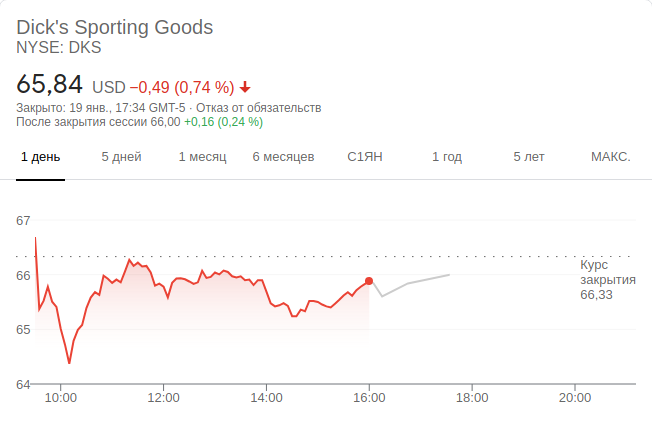 Dick's Sporting Goods
NYSE: DKS
65,84 USD −0,49 (0,74 %)
Закрыто: 19 янв., 17:34 GMT-5 · Отказ от обязательств
После закрытия сессии 66,00 +0,16 (0,24 %)
1 день 5 дней 1 месяц 6 месяцев С1ЯН 1 год 5 лет МАКС.
67
66
65
64
Курс
закрытия
66,33
10:00 12:00 14:00 16:00 18:00 20:00